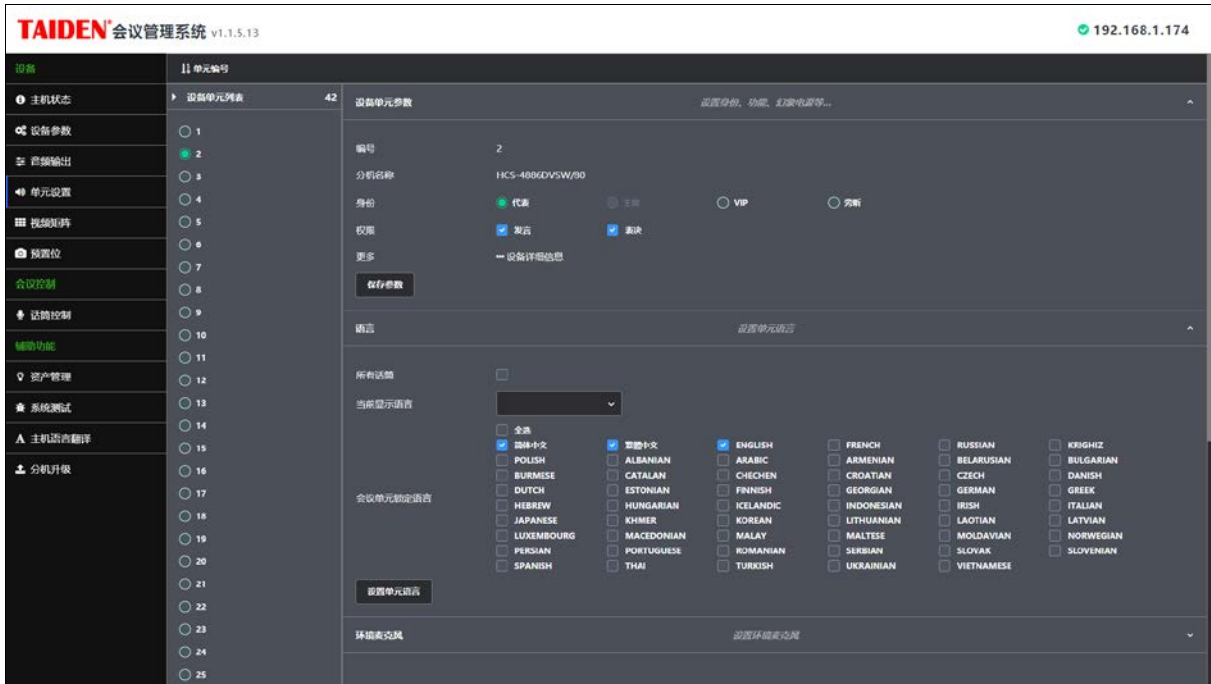 TAIDEN 会议管理系统 v1.1.5.13
192.168.1.174
设备
单元编号
主机状态
设备参数
音频输出
单元设置
视频矩阵
预置位
会议控制
话筒控制
辅助功能
资产管理
系统测试
主机语言翻译
分机升级
设备单元列表 42
1
2
3
4
5
6
7
8
9
10
11
12
13
14
15
16
17
18
19
20
21
22
23
24
25
设备单元参数 设置身份、功能、幻象电源等...
编号 2
分机名称 HCS-4886DVSW/80
身份 代表 主席 VIP 旁听
权限 发言 表决
更多 设备详细信息
保存参数
语言 设置单元语言
所有话筒
当前显示语言
会议单元锁定语言
全选
简体中文 繁體中文 ENGLISH FRENCH RUSSIAN KRIGHIZ
POLISH ALBANIAN ARABIC ARMENIAN BELARUSIAN BULGARIAN
BURMESE CATALAN CHECHEN CROATIAN CZECH DANISH
DUTCH ESTONIAN FINNISH GEORGIAN GERMAN GREEK
HEBREW HUNGARIAN ICELANDIC INDONESIAN IRISH ITALIAN
JAPANESE KHMER KOREAN LITHUANIAN LAOTIAN LATVIAN
LUXEMBOURG MACEDONIAN MALAY MALTESE MOLDAVIAN NORWEGIAN
PERSIAN PORTUGUESE ROMANIAN SERBIAN SLOVAK SLOVENIAN
SPANISH THAI TURKISH UKRAINIAN VIETNAMESE
设置单元语言
环境麦克风 设置环境麦克风